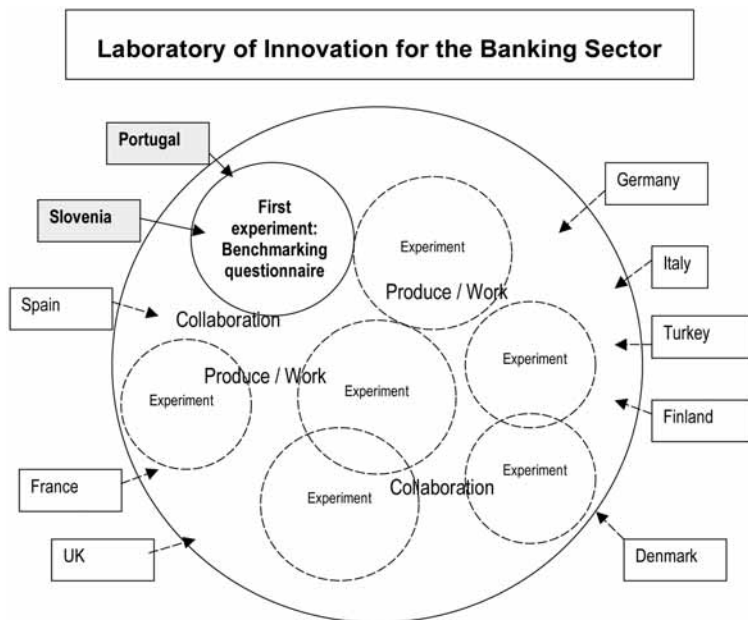 Laboratory of Innovation for the Banking Sector
Portugal
Germany
Slovenia
First
experiment:
Benchmarking
questionnaire
Experiment
Italy
Produce / Work
Spain
Collaboration
Turkey
Experiment
Produce / Work
Experiment
Experiment
Finland
Experiment
France
Experiment
Collaboration
UK
Denmark